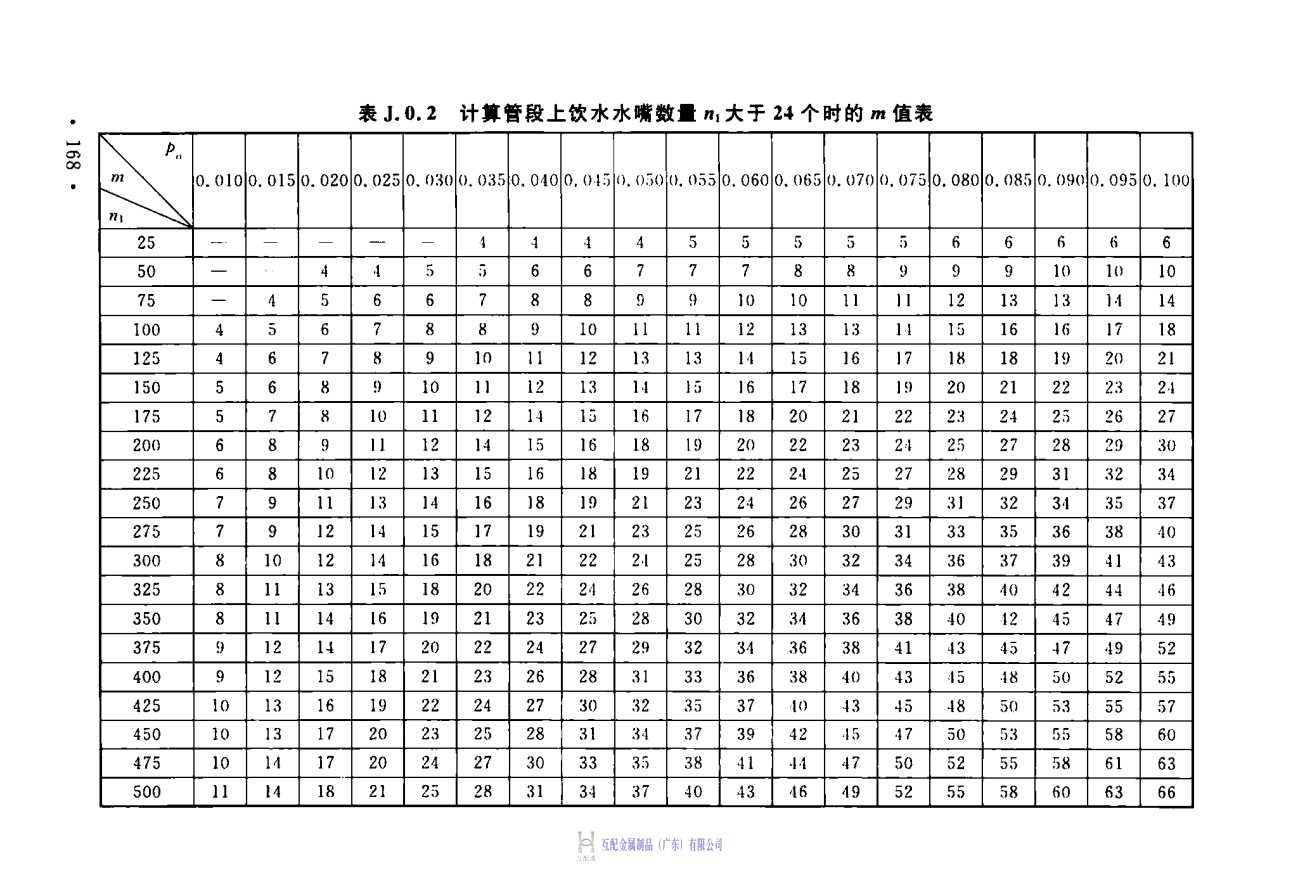 表 J.0.2 计算管段上饮水水嘴数量 n₁ 大于 24 个时的 m 值表
· 168 ·
Pₒ
m
n₁
0.010 0.015 0.020 0.025 0.030 0.035 0.040 0.045 0.050 0.055 0.060 0.065 0.070 0.075 0.080 0.085 0.090 0.095 0.100
25 — — — — — 4 4 4 4 5 5 5 5 5 6 6 6 6 6
50 — — 4 4 5 5 6 6 7 7 7 8 8 9 9 9 10 10 10
75 — 4 5 6 6 7 8 8 9 9 10 10 11 11 12 13 13 14 14
100 4 5 6 7 8 8 9 10 11 11 12 13 13 14 15 16 16 17 18
125 4 6 7 8 9 10 11 12 13 13 14 15 16 17 18 18 19 20 21
150 5 6 8 9 10 11 12 13 14 15 16 17 18 19 20 21 22 23 24
175 5 7 8 10 11 12 14 15 16 17 18 20 21 22 23 24 25 26 27
200 6 8 9 11 12 14 15 16 18 19 20 22 23 24 25 27 28 29 30
225 6 8 10 12 13 15 16 18 19 21 22 24 25 27 28 29 31 32 34
250 7 9 11 13 14 16 18 19 21 23 24 26 27 29 31 32 34 35 37
275 7 9 12 14 15 17 19 21 23 25 26 28 30 31 33 35 36 38 40
300 8 10 12 14 16 18 21 22 24 25 28 30 32 34 36 37 39 41 43
325 8 11 13 15 18 20 22 24 26 28 30 32 34 36 38 40 42 44 46
350 8 11 14 16 19 21 23 25 28 30 32 34 36 38 40 42 45 47 49
375 9 12 14 17 20 22 24 27 29 32 34 36 38 41 43 45 47 49 52
400 9 12 15 18 21 23 26 28 31 33 36 38 40 43 45 48 50 52 55
425 10 13 16 19 22 24 27 30 32 35 37 40 43 45 48 50 53 55 57
450 10 13 17 20 23 25 28 31 34 37 39 42 45 47 50 53 55 58 60
475 10 14 17 20 24 27 30 33 35 38 41 44 47 50 52 55 58 61 63
500 11 14 18 21 25 28 31 34 37 40 43 46 49 52 55 58 60 63 66
互配金属制品（广东）有限公司